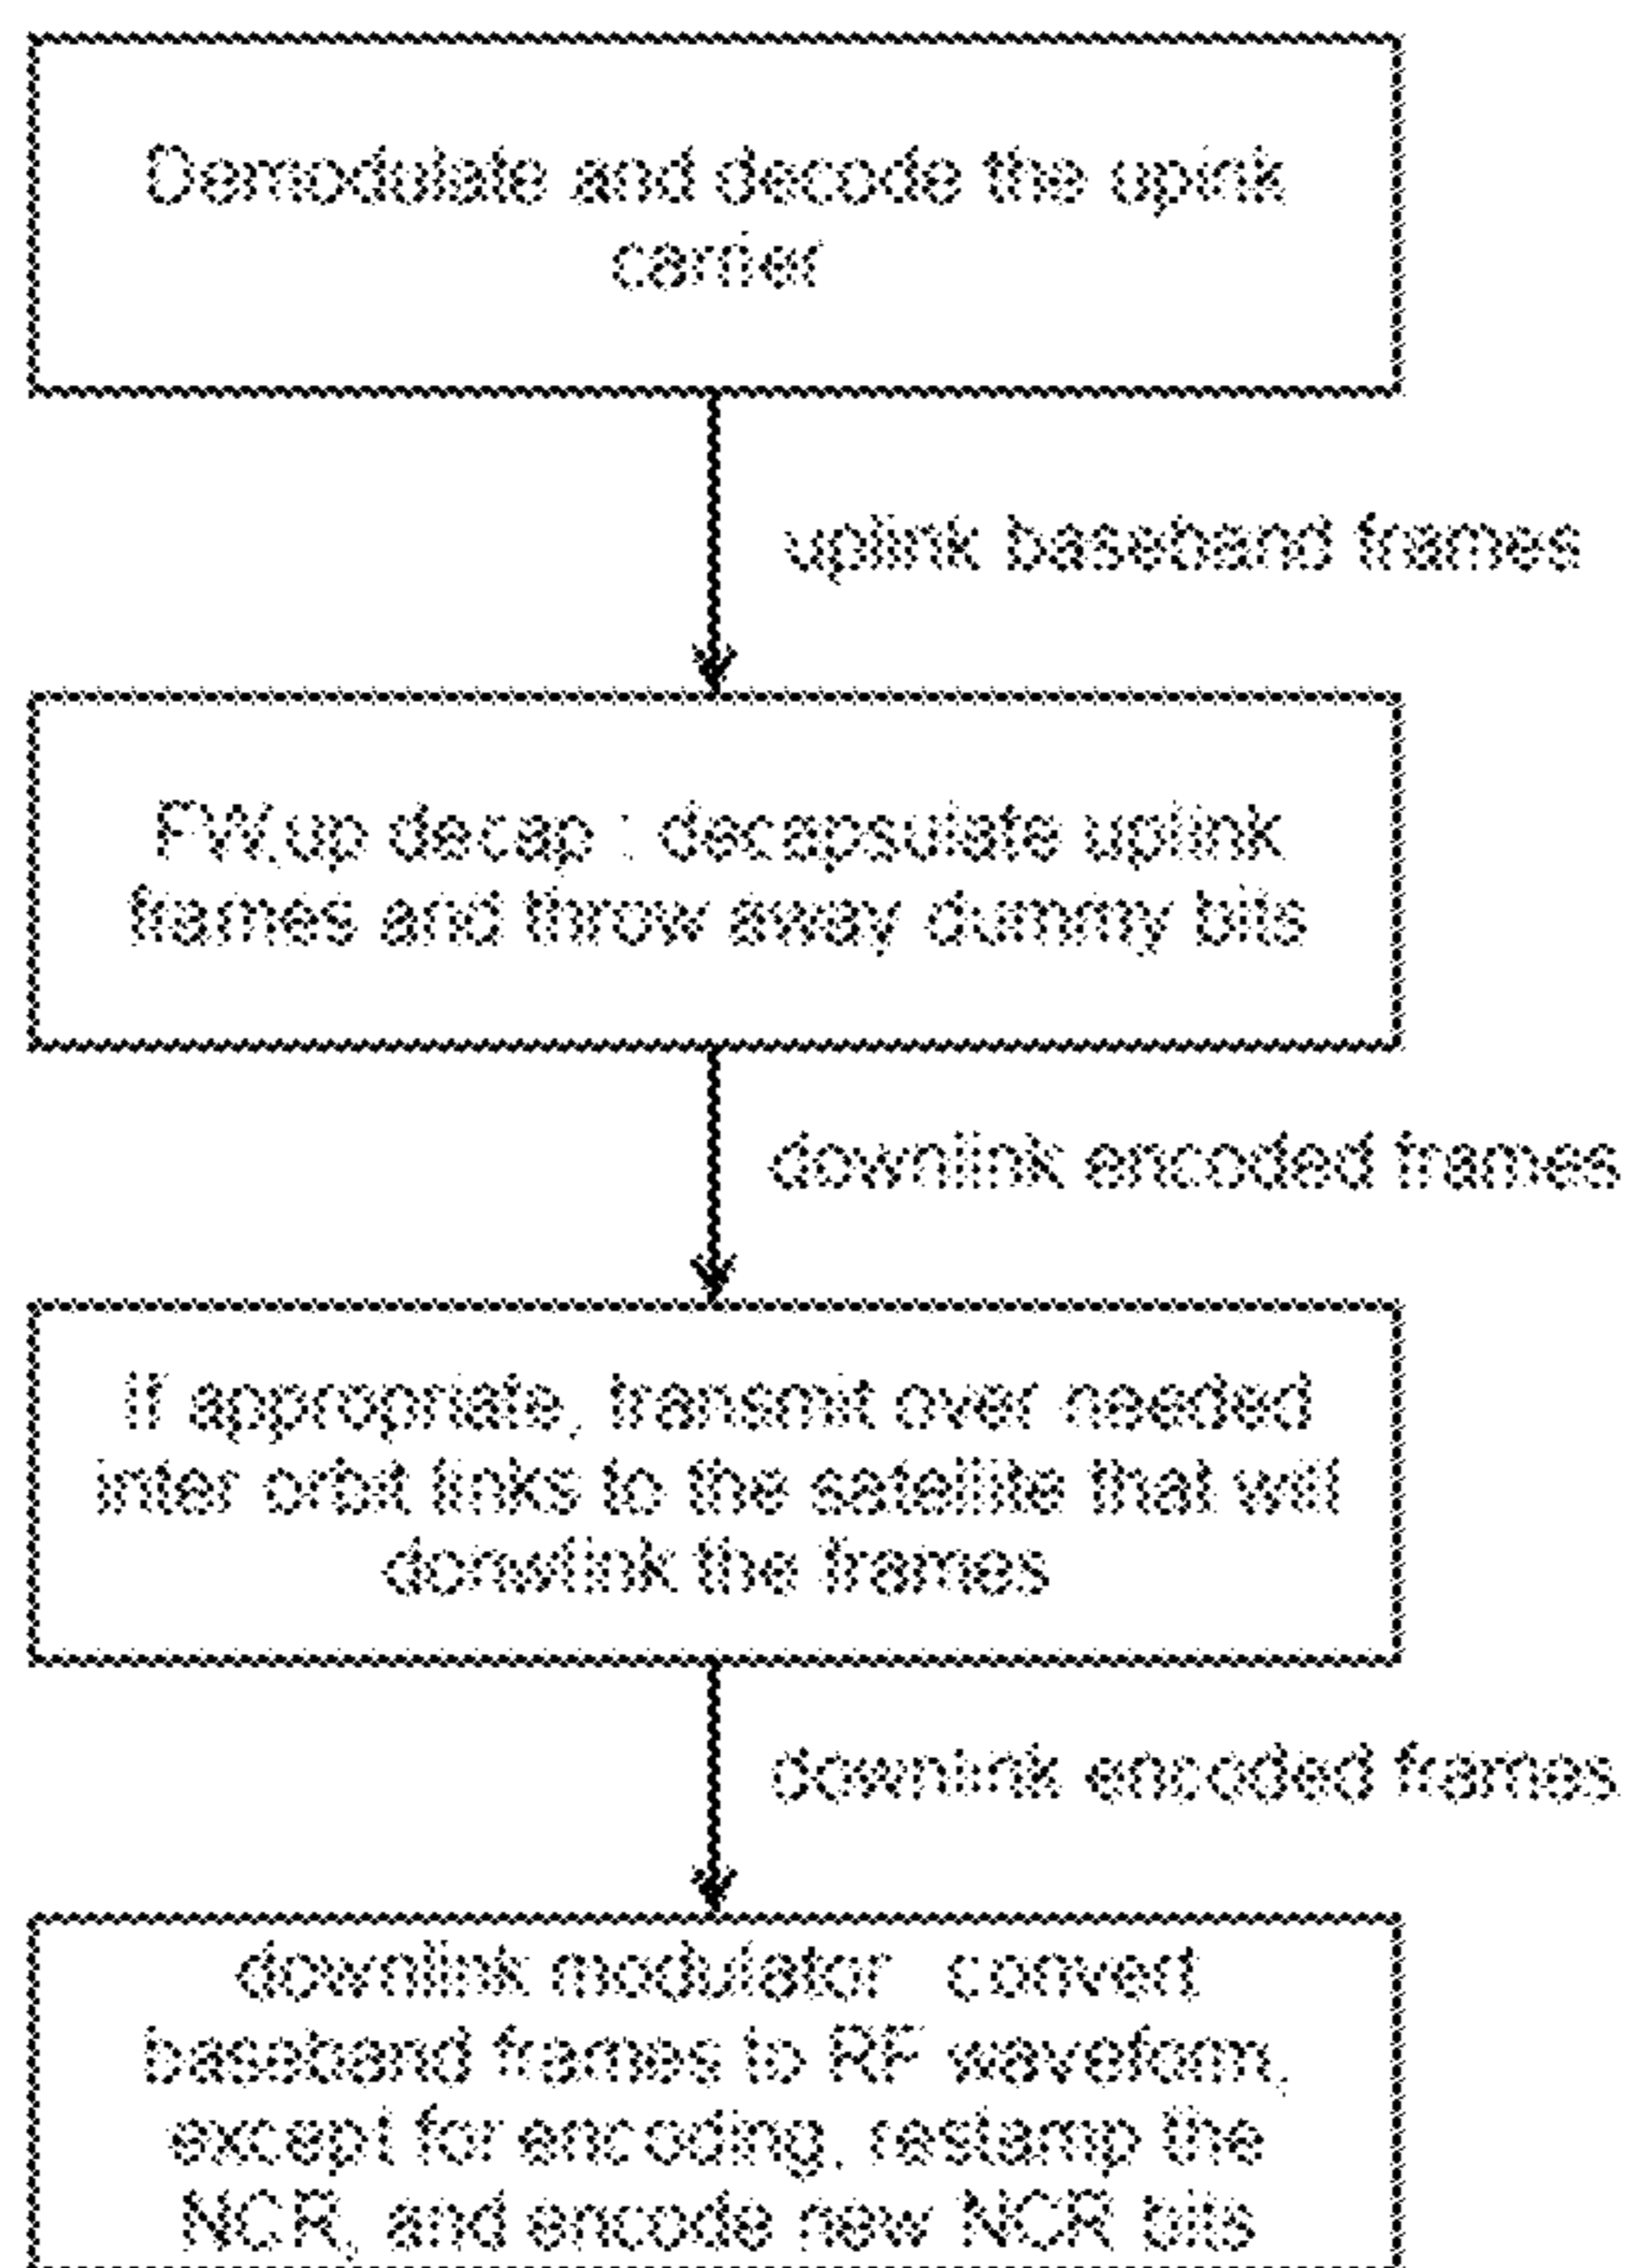 Demodulate and decode the upink
carrier
uplink baseband frames
FW.up decap : decapsulate uplink
frames and throw away dummy bits
downlink encoded frames
if appropriate, transmit over needed
inter orbit links to the satellite that will
donwlink the frames
downlink encoded frames
downlink modulator convert
baseband frames to RF waveform,
except for encoding, restamp the
NCR, and encode new NCR bits